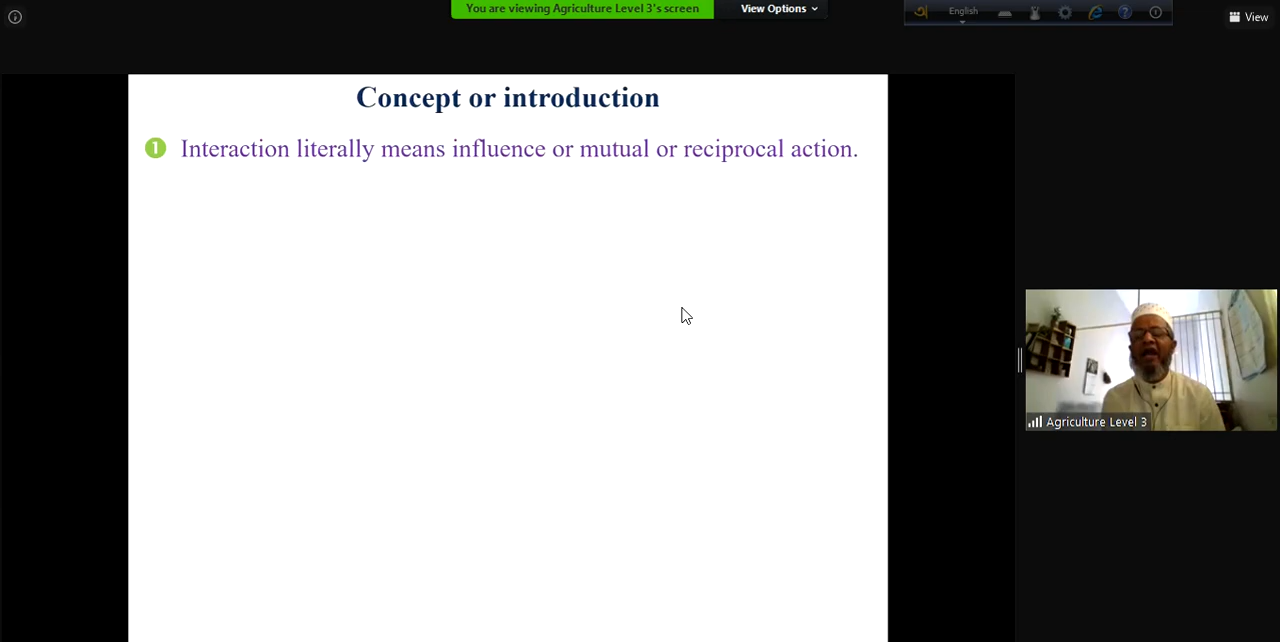 You are viewing Agriculture Level 3's screen
View Options
English
View
Concept or introduction
1 Interaction literally means influence or mutual or reciprocal action.
Agriculture Level 3